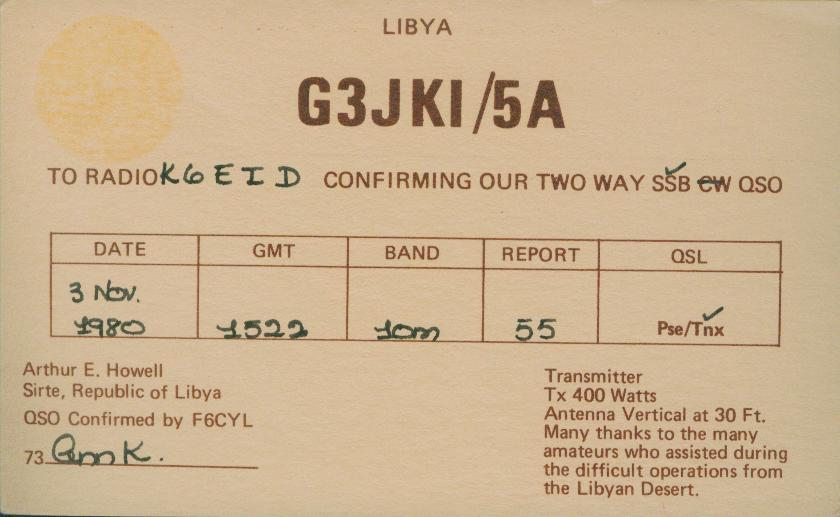 LIBYA
G3JKI/5A
TO RADIO K6EID CONFIRMING OUR TWO WAY SSB CW QSO
DATE GMT BAND REPORT QSL
3 Nov.
1980 1522 10m 55 Pse/Tnx
Arthur E. Howell
Sirte, Republic of Libya
QSO Confirmed by F6CYL
73
Transmitter
Tx 400 Watts
Antenna Vertical at 30 Ft.
Many thanks to the many
amateurs who assisted during
the difficult operations from
the Libyan Desert.